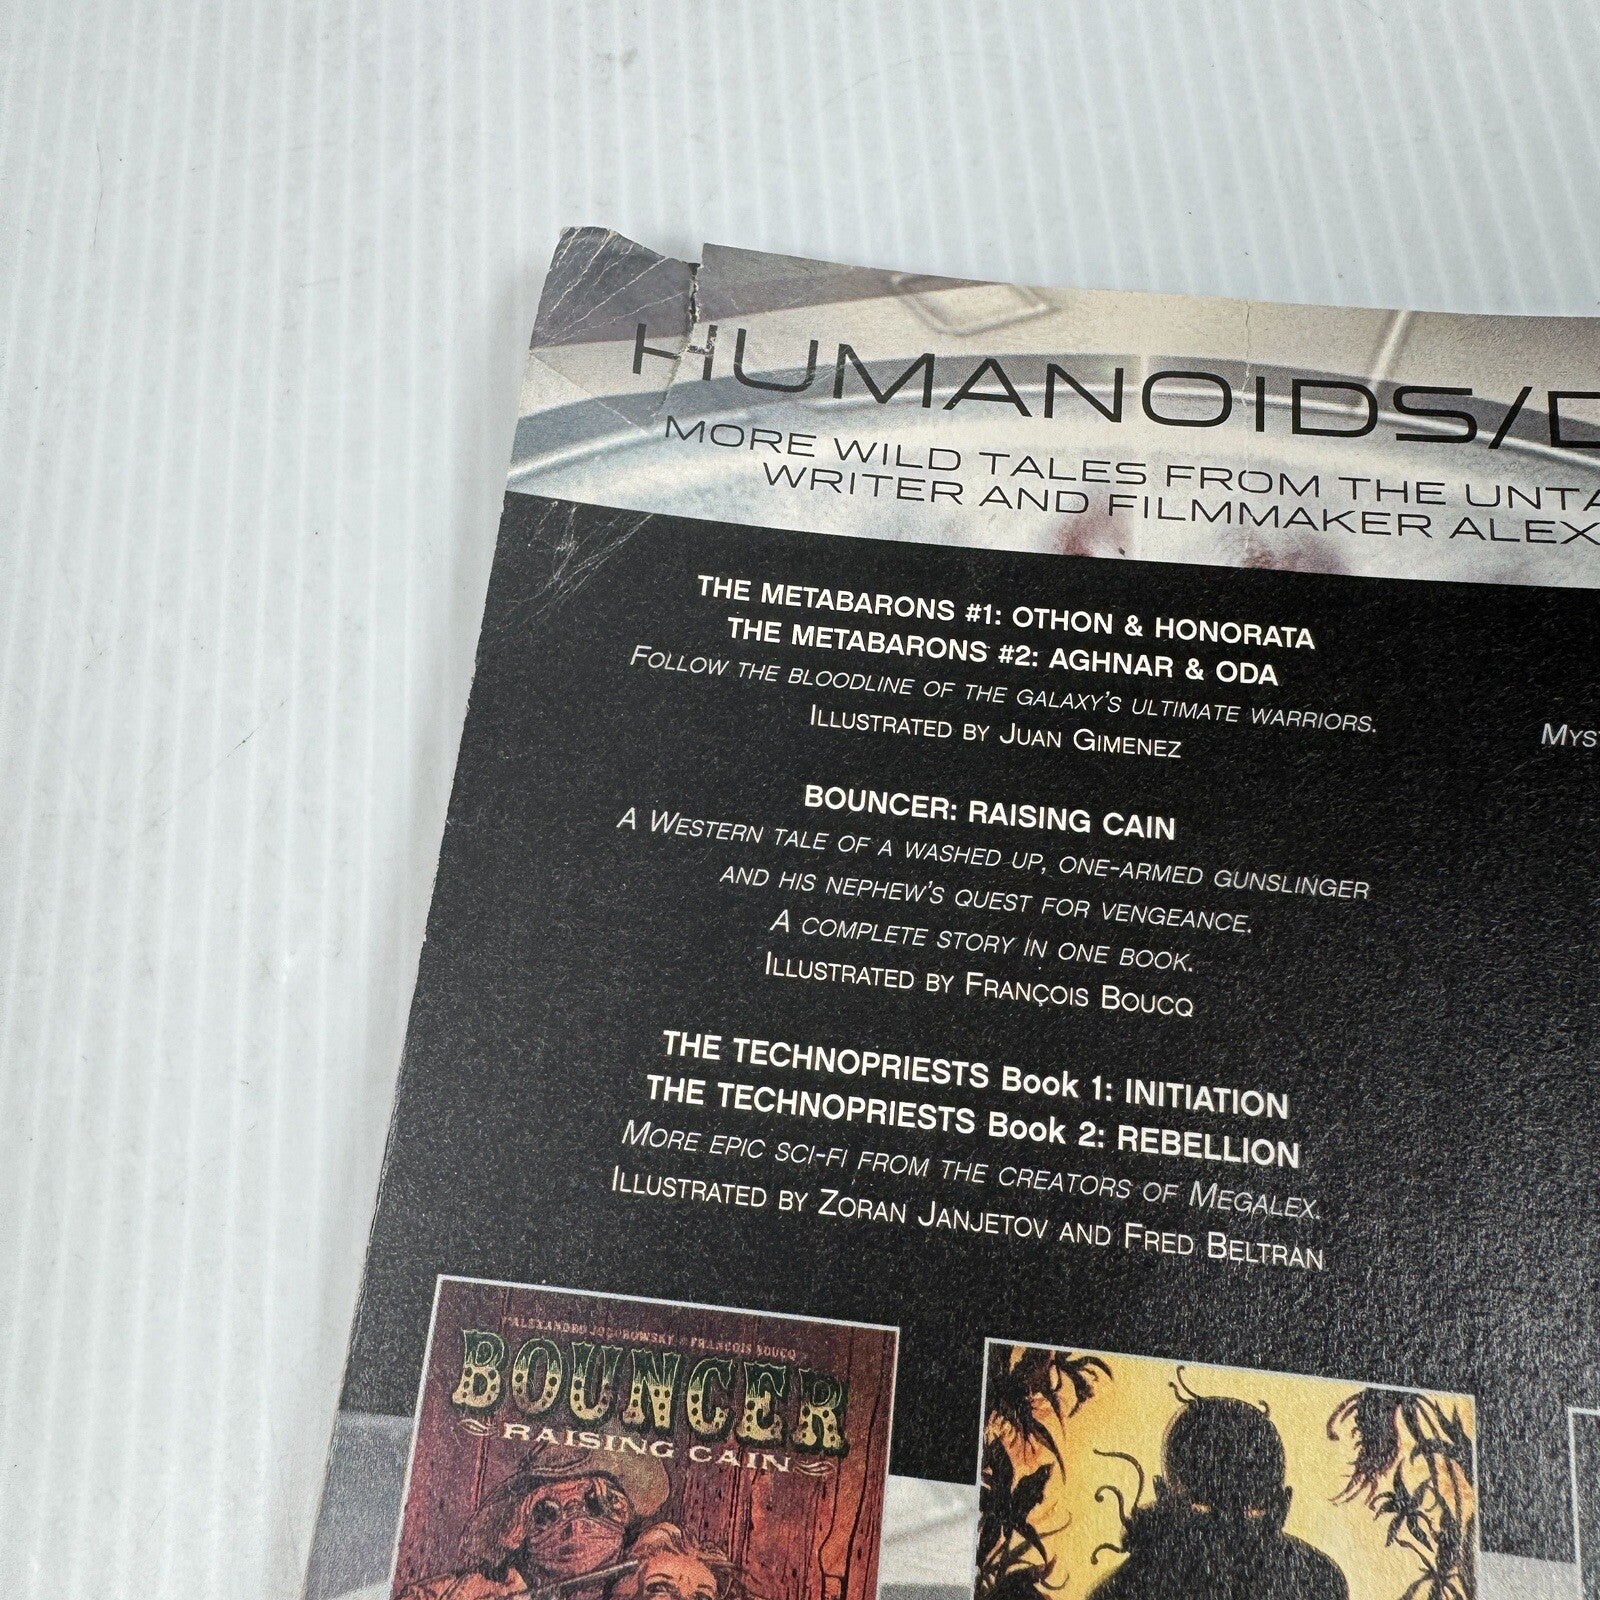 HUMANOIDS/D
MORE WILD TALES FROM THE UNTA
WRITER AND FILMMAKER ALEX
THE METABARONS #1: OTHON & HONORATA
THE METABARONS #2: AGHNAR & ODA
FOLLOW THE BLOODLINE OF THE GALAXY'S ULTIMATE WARRIORS.
ILLUSTRATED BY JUAN GIMENEZ
MYST
BOUNCER: RAISING CAIN
A WESTERN TALE OF A WASHED UP, ONE-ARMED GUNSLINGER
AND HIS NEPHEW'S QUEST FOR VENGEANCE.
A COMPLETE STORY IN ONE BOOK.
ILLUSTRATED BY FRANÇOIS BOUCQ
THE TECHNOPRIESTS Book 1: INITIATION
THE TECHNOPRIESTS Book 2: REBELLION
MORE EPIC SCI-FI FROM THE CREATORS OF MEGALEX.
ILLUSTRATED BY ZORAN JANJETOV AND FRED BELTRAN
ALEXANDRO JODOROWSKY FRANÇOIS BOUCQ
BOUNCER
RAISING CAIN